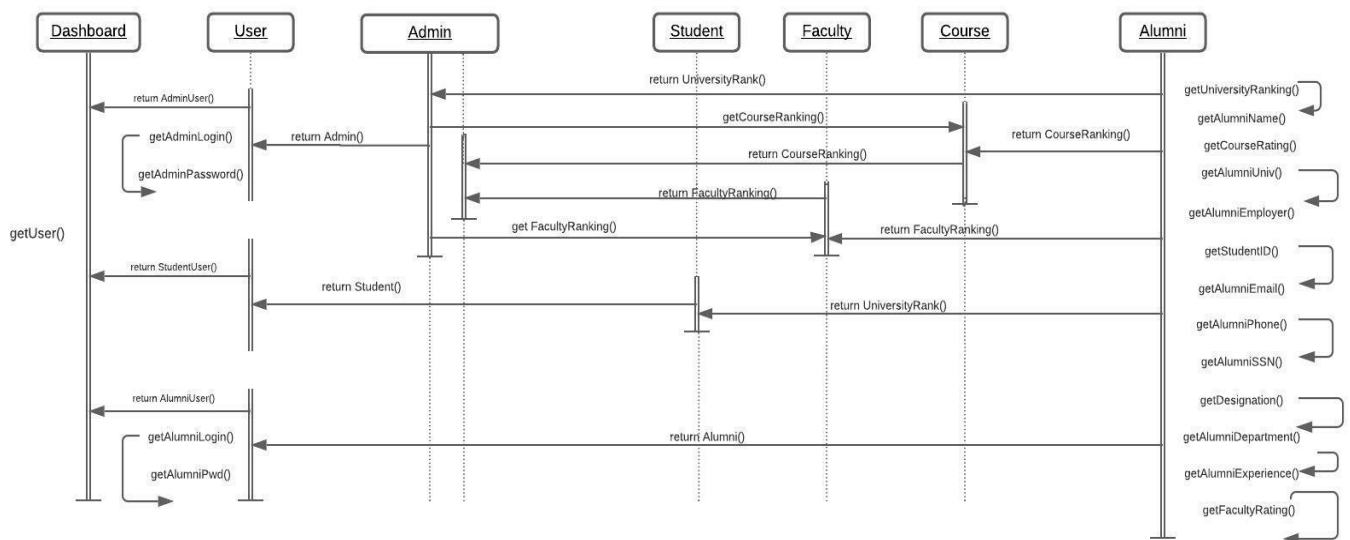 Dashboard
User
Admin
Student
Faculty
Course
Alumni
return UniversityRank()
getUniversityRanking()
return AdminUser()
getCourseRanking()
getAlumniName()
getAdminLogin()
return Admin()
return CourseRanking()
getCourseRating()
return CourseRanking()
getAdminPassword()
getAlumniUniv()
return FacultyRanking()
getAlumniEmployer()
getUser()
get FacultyRanking()
return FacultyRanking()
getStudentID()
return StudentUser()
return Student()
getAlumniEmail()
return UniversityRank()
getAlumniPhone()
getAlumniSSN()
return AlumniUser()
getDesignation()
getAlumniLogin()
return Alumni()
getAlumniDepartment()
getAlumniPwd()
getAlumniExperience()
getFacultyRating()